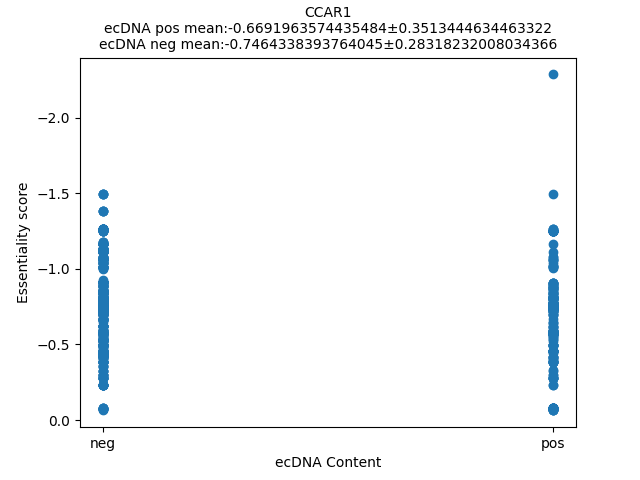 CCAR1
ecDNA pos mean:-0.6691963574435484±0.3513444634463322
ecDNA neg mean:-0.7464338393764045±0.28318232008034366
−2.0
−1.5
−1.0
−0.5
0.0
Essentiality score
neg
pos
ecDNA Content